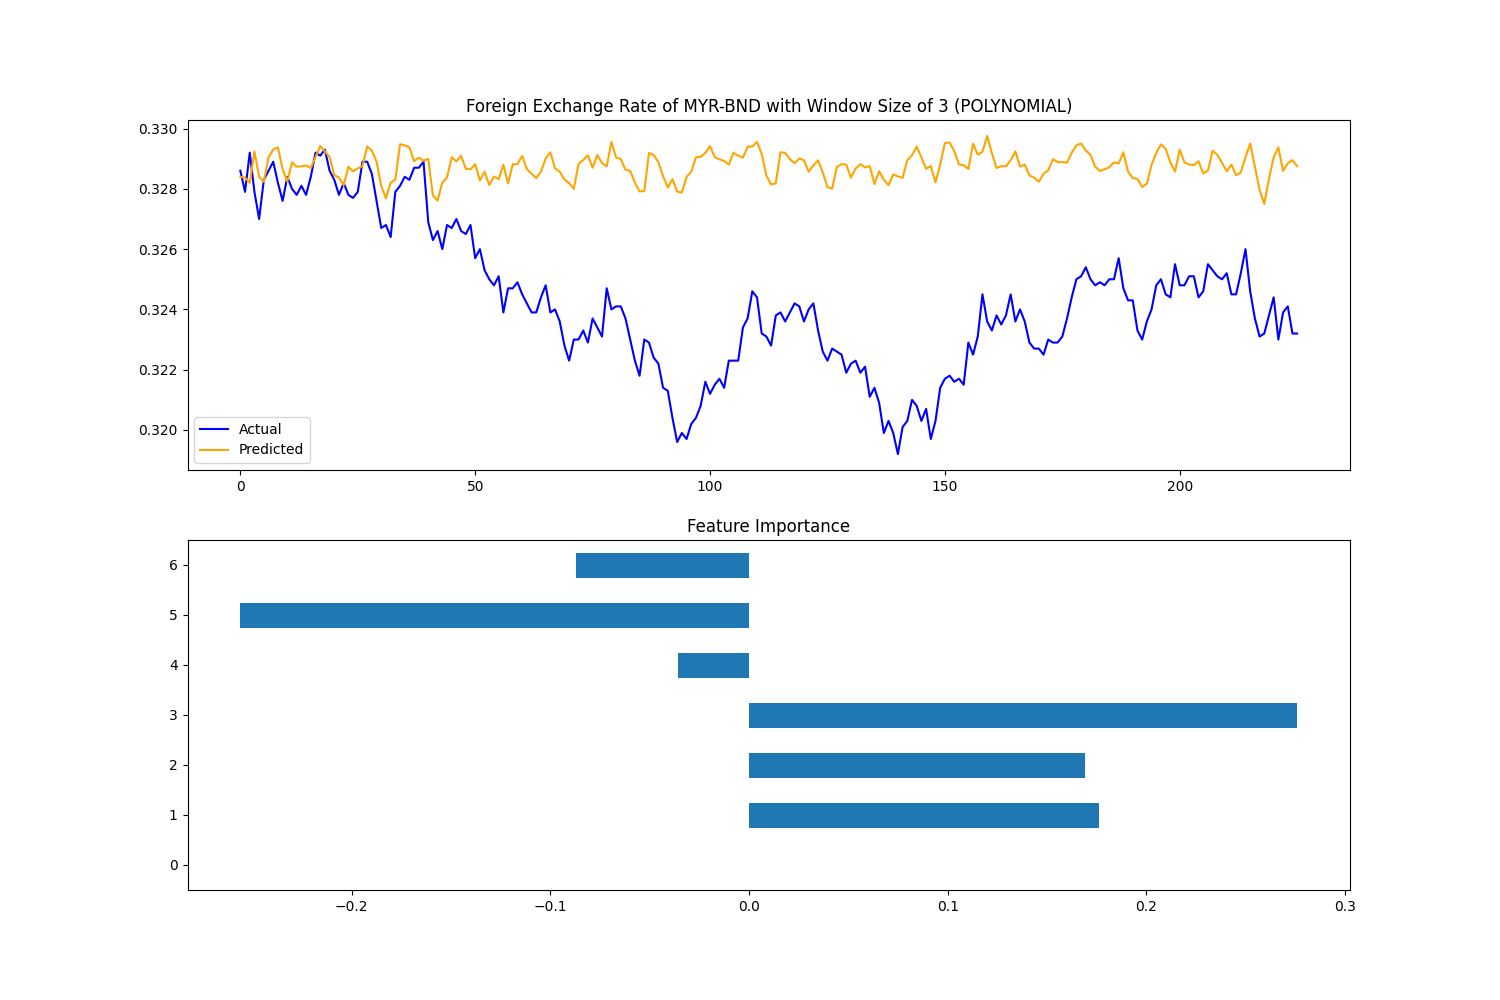 Foreign Exchange Rate of MYR-BND with Window Size of 3 (POLYNOMIAL)
0.330
0.328
0.326
0.324
0.322
0.320
Actual
Predicted
0 50 100 150 200
Feature Importance
6
5
4
3
2
1
0
−0.2 −0.1 0.0 0.1 0.2 0.3